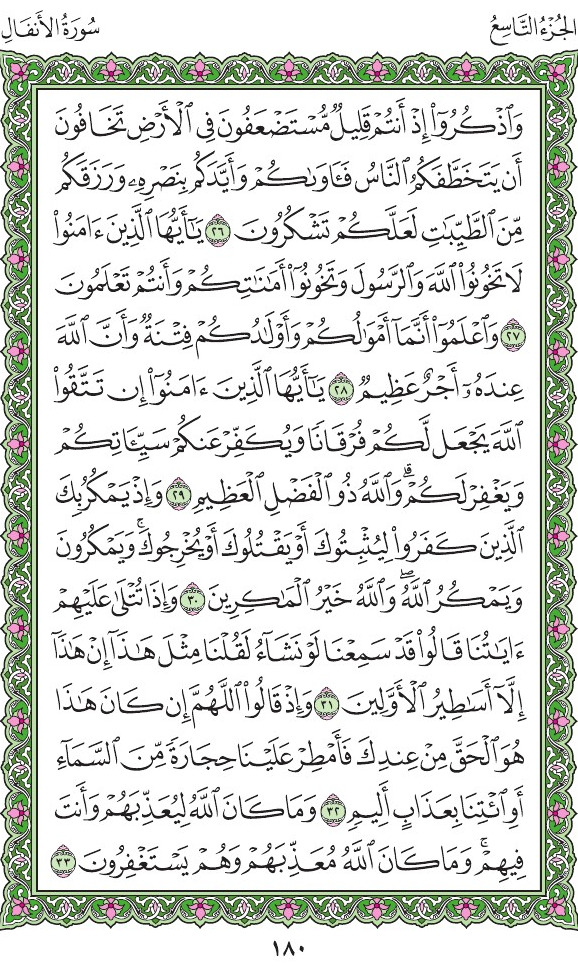 الجُزْءُ التَّاسِعُ
سُورَةُ الأَنفَالِ
وَٱذۡكُرُوٓاْ إِذۡ أَنتُمۡ قَلِيلٞ مُّسۡتَضۡعَفُونَ فِي ٱلۡأَرۡضِ تَخَافُونَ
أَن يَتَخَطَّفَكُمُ ٱلنَّاسُ فَـَٔاوَىٰكُمۡ وَأَيَّدَكُم بِنَصۡرِهِۦ وَرَزَقَكُم
مِّنَ ٱلطَّيِّبَٰتِ لَعَلَّكُمۡ تَشۡكُرُونَ ٢٦ يَٰٓأَيُّهَا ٱلَّذِينَ ءَامَنُواْ
لَا تَخُونُواْ ٱللَّهَ وَٱلرَّسُولَ وَتَخُونُوٓاْ أَمَٰنَٰتِكُمۡ وَأَنتُمۡ تَعۡلَمُونَ
٢٧ وَٱعۡلَمُوٓاْ أَنَّمَآ أَمۡوَٰلُكُمۡ وَأَوۡلَٰدُكُمۡ فِتۡنَةٞ وَأَنَّ ٱللَّهَ
عِندَهُۥٓ أَجۡرٌ عَظِيمٞ ٢٨ يَٰٓأَيُّهَا ٱلَّذِينَ ءَامَنُوٓاْ إِن تَتَّقُواْ
ٱللَّهَ يَجۡعَل لَّكُمۡ فُرۡقَانٗا وَيُكَفِّرۡ عَنكُمۡ سَيِّـَٔاتِكُمۡ
وَيَغۡفِرۡ لَكُمۡۗ وَٱللَّهُ ذُو ٱلۡفَضۡلِ ٱلۡعَظِيمِ ٢٩ وَإِذۡ يَمۡكُرُ بِكَ
ٱلَّذِينَ كَفَرُواْ لِيُثۡبِتُوكَ أَوۡ يَقۡتُلُوكَ أَوۡ يُخۡرِجُوكَۚ وَيَمۡكُرُونَ
وَيَمۡكُرُ ٱللَّهُۖ وَٱللَّهُ خَيۡرُ ٱلۡمَٰكِرِينَ ٣٠ وَإِذَا تُتۡلَىٰ عَلَيۡهِمۡ
ءَايَٰتُنَا قَالُواْ قَدۡ سَمِعۡنَا لَوۡ نَشَآءُ لَقُلۡنَا مِثۡلَ هَٰذَآ إِنۡ هَٰذَآ
إِلَّآ أَسَٰطِيرُ ٱلۡأَوَّلِينَ ٣١ وَإِذۡ قَالُواْ ٱللَّهُمَّ إِن كَانَ هَٰذَا
هُوَ ٱلۡحَقَّ مِنۡ عِندِكَ فَأَمۡطِرۡ عَلَيۡنَا حِجَارَةٗ مِّنَ ٱلسَّمَآءِ
أَوِ ٱئۡتِنَا بِعَذَابٍ أَلِيمٖ ٣٢ وَمَا كَانَ ٱللَّهُ لِيُعَذِّبَهُمۡ وَأَنتَ
فِيهِمۡۚ وَمَا كَانَ ٱللَّهُ مُعَذِّبَهُمۡ وَهُمۡ يَسۡتَغۡفِرُونَ ٣٣
١٨٠